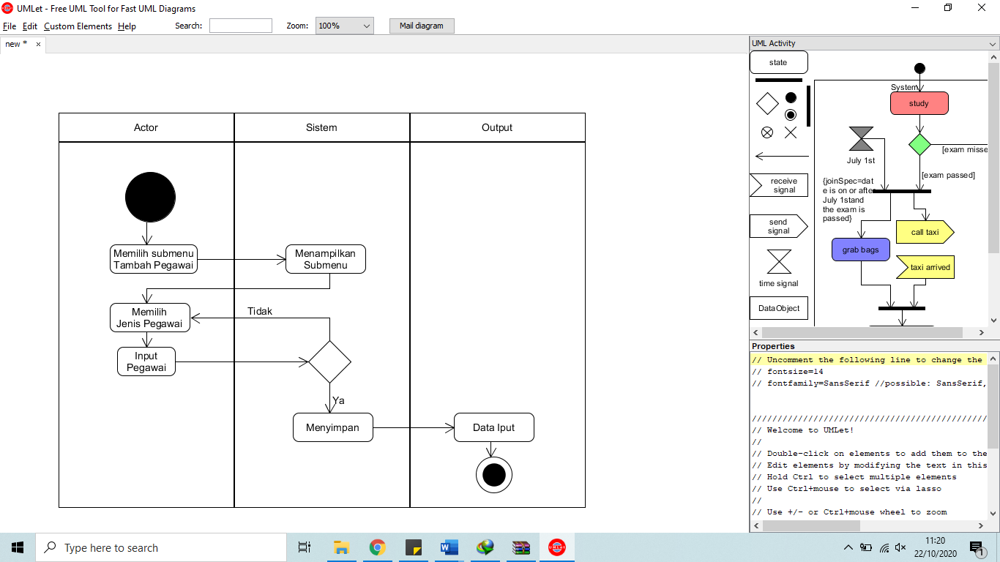 UMLet - Free UML Tool for Fast UML Diagrams
File Edit Custom Elements Help Search: Zoom: 100% Mail diagram
new *
Actor Sistem Output
Memilih submenu
Tambah Pegawai
Menampilkan
Submenu
Memilih
Jenis Pegawai
Tidak
Input
Pegawai
Ya
Menyimpan
Data Iput
UML Activity
state
System
study
July 1st
[exam misse
[exam passed]
{joinSpec=dat
e is on or after
July 1stand
the exam is
passed}
receive
signal
send
signal
call taxi
grab bags
taxi arrived
time signal
DataObject
Properties
// Uncomment the following line to change the
// fontsize=14
// fontfamily=SansSerif //possible: SansSerif,
///////////////////////////////////////////////
// Welcome to UMLet!
//
// Double-click on elements to add them to the
// Edit elements by modifying the text in this
// Hold Ctrl to select multiple elements
// Use Ctrl+mouse to select via lasso
//
// Use +/- or Ctrl+mouse wheel to zoom
Type here to search
11:20
22/10/2020
1